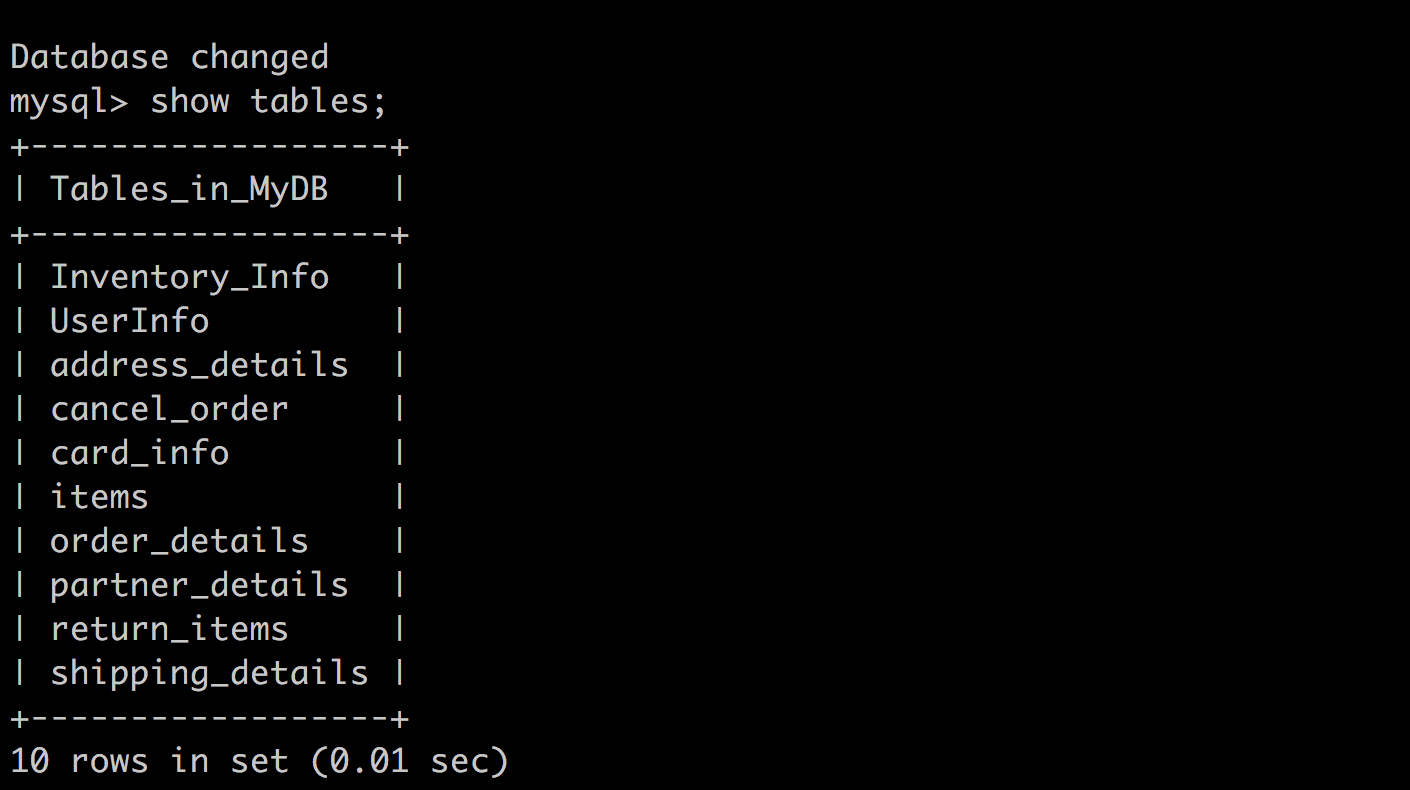 Database changed
mysql> show tables;
+------------------+
| Tables_in_MyDB   |
+------------------+
| Inventory_Info   |
| UserInfo         |
| address_details  |
| cancel_order     |
| card_info        |
| items            |
| order_details    |
| partner_details  |
| return_items     |
| shipping_details |
+------------------+
10 rows in set (0.01 sec)